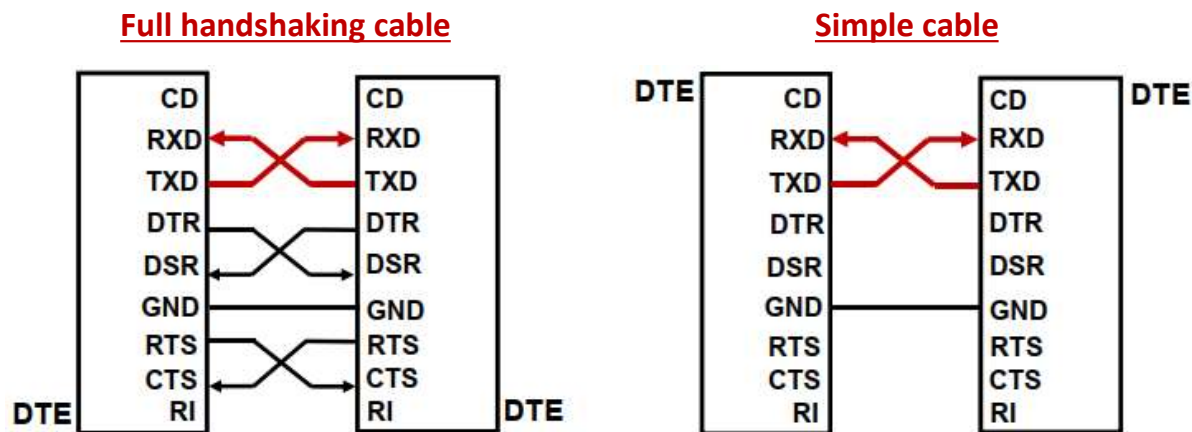 Full handshaking cable
CD CD
RXD RXD
TXD TXD
DTR DTR
DSR DSR
GND GND
RTS RTS
CTS CTS
DTE RI RI DTE
Simple cable
DTE CD CD DTE
RXD RXD
TXD TXD
DTR DTR
DSR DSR
GND GND
RTS RTS
CTS CTS
RI RI